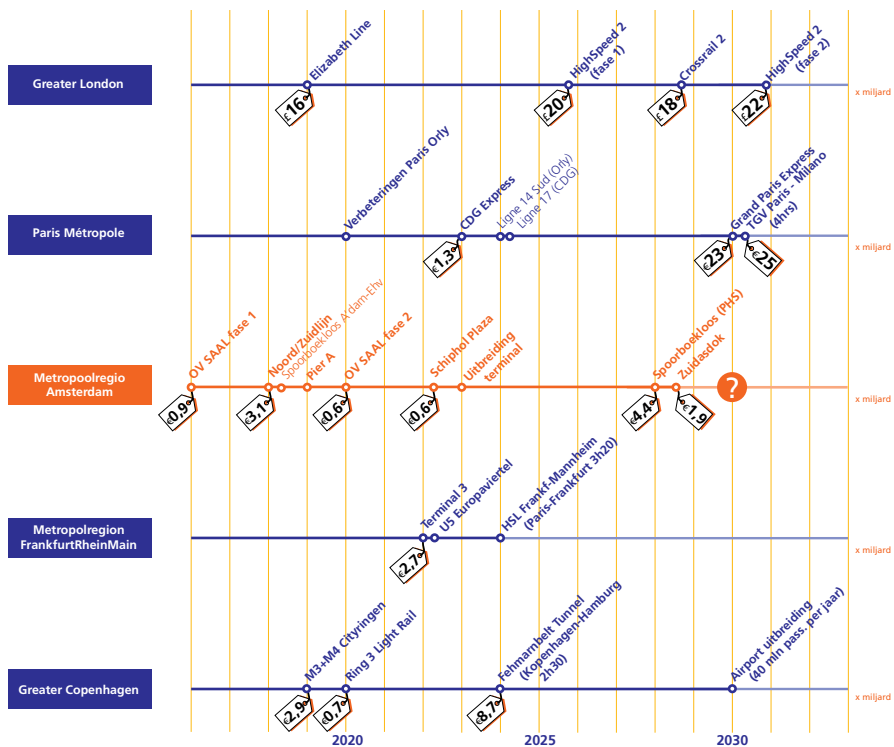 Greater London
Elizabeth Line
HighSpeed 2
(fase 1)
Crossrail 2
HighSpeed 2
(fase 2)
£16
£20
£18
£22
x miljard
Paris Métropole
Verbeteringen Paris Orly
CDG Express
Ligne 14 Sud (Orly)
Ligne 17 (CDG)
Grand Paris Express
TGV Paris - Milano
(4hrs)
€1,3
€23
€25
x miljard
Metropoolregio
Amsterdam
OV SAAL fase 1
Noord/Zuidlijn
Spoorboekloos A'dam-Ehv
Pier A
OV SAAL fase 2
Schiphol Plaza
Uitbreiding
terminal
Spoorboekloos (PHS)
Zuidasdok
?
€0,9
€3,1
€0,6
€0,6
€4,4
€1,9
x miljard
Metropolregion
FrankfurtRheinMain
Terminal 3
U5 Europaviertel
HSL Frankf-Mannheim
(Paris-Frankfurt 3h20)
€2,7
x miljard
Greater Copenhagen
M3+M4 Cityringen
Ring 3 Light Rail
Fehmarnbelt Tunnel
(Kopenhagen-Hamburg
2h30)
Airport uitbreiding
(40 mln pass. per jaar)
€2,9
€0,7
€8,7
x miljard
2020
2025
2030